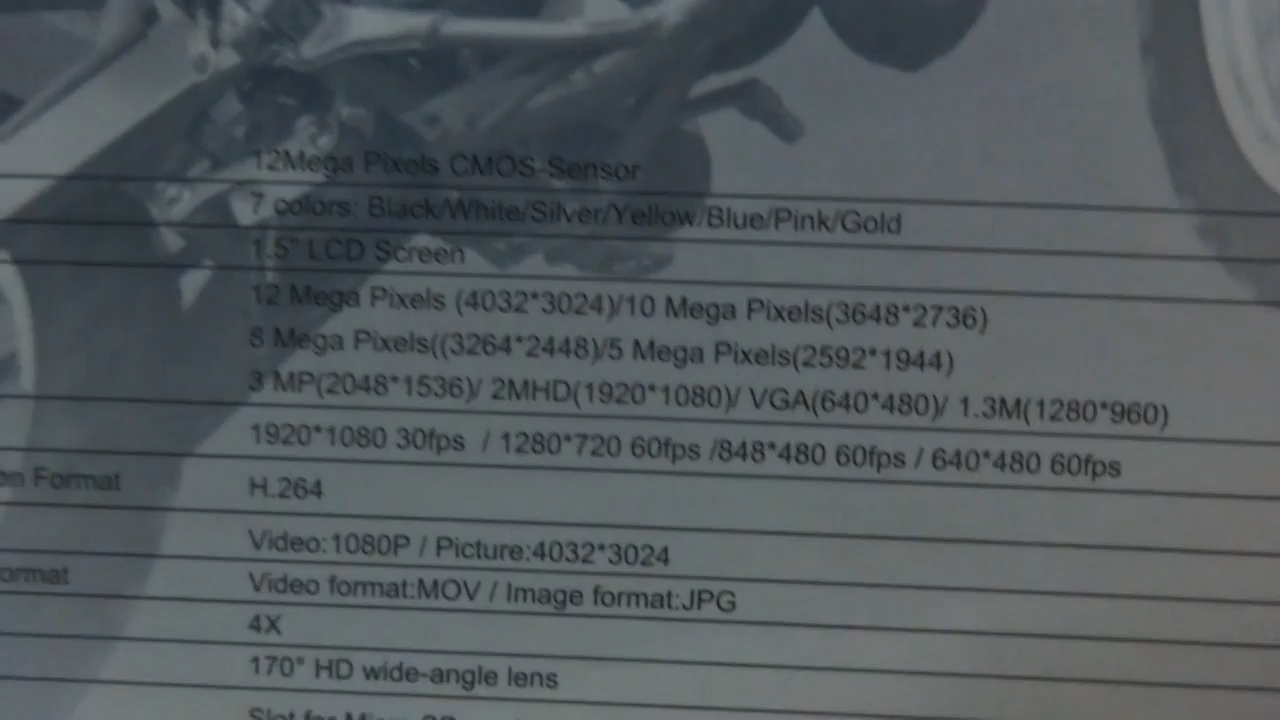 12Mega Pixels CMOS-Sensor
7 colors: Black/White/Silver/Yellow/Blue/Pink/Gold
1.5" LCD Screen
12 Mega Pixels (4032*3024)/10 Mega Pixels(3648*2736)
8 Mega Pixels((3264*2448)/5 Mega Pixels(2592*1944)
3 MP(2048*1536)/ 2MHD(1920*1080)/ VGA(640*480)/ 1.3M(1280*960)
1920*1080 30fps / 1280*720 60fps /848*480 60fps / 640*480 60fps
Format H.264
Video:1080P / Picture:4032*3024
Video format:MOV / Image format:JPG
4X
170° HD wide-angle lens
Slot for